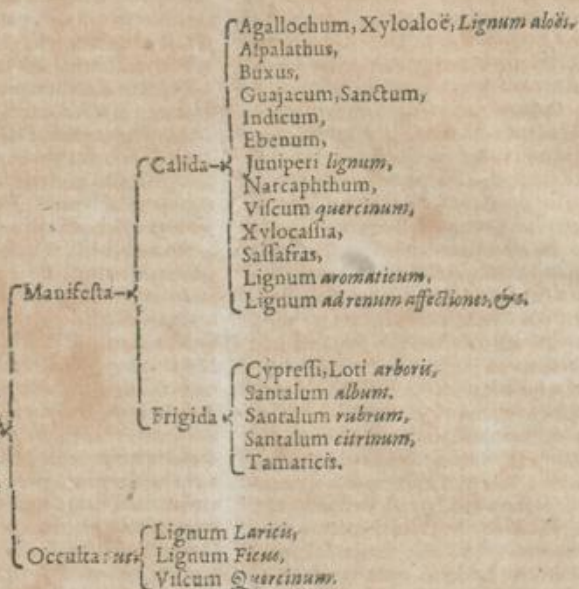 Agallochum, Xyloaloë, Lignum aloës,
Aſpalathus,
Buxus,
Guajacum, Sanctum,
Indicum,
Ebenum,
Calida
Juniperi lignum,
Narcaphthum,
Viſcum quercinum,
Xylocaſſia,
Saſſafras,
Lignum aromaticum,
Manifeſta
Lignum ad renum affectiones, &c.
Cypreſſi, Loti arboris,
Santalum album.
Frigida
Santalum rubrum,
Santalum citrinum,
Tamaricis.
Lignum Laricis,
Occulta: ut
Lignum Ficus,
Viſcum Quercinum.